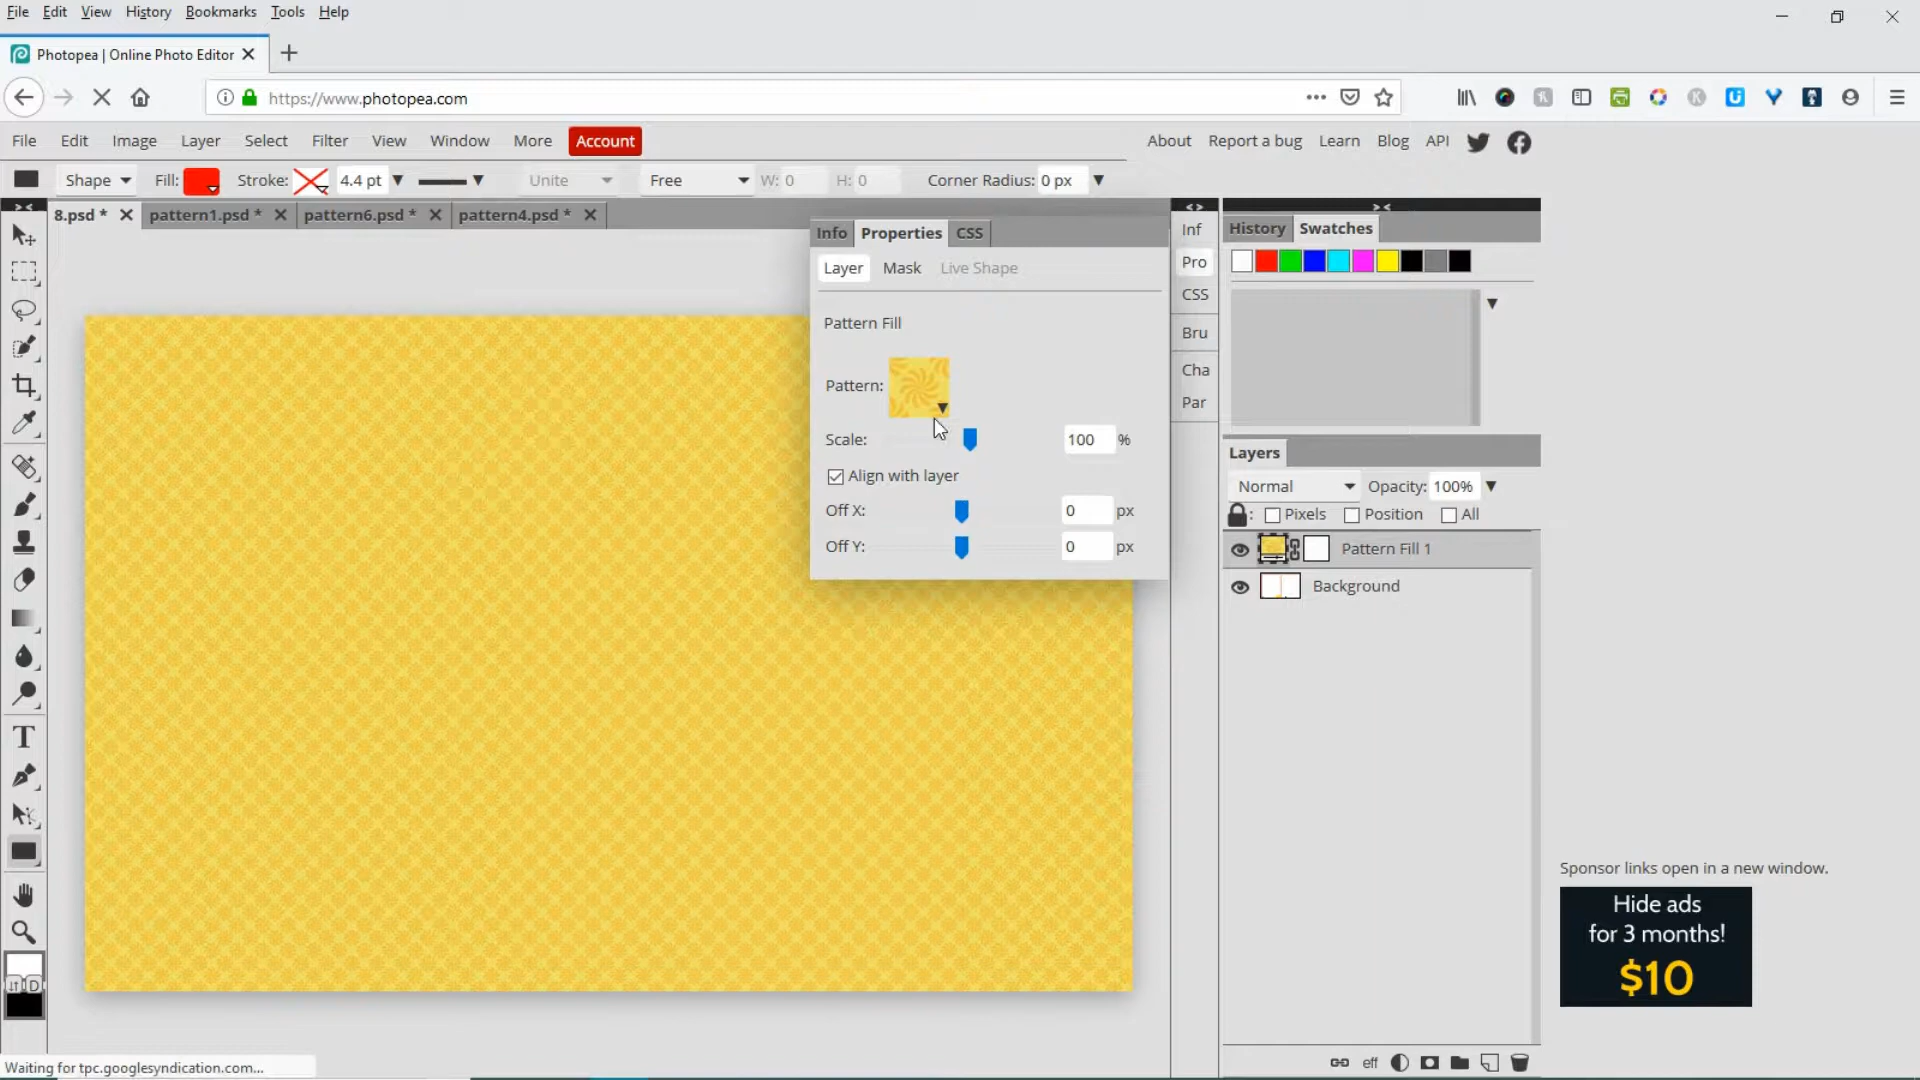 File Edit View History Bookmarks Tools Help
Photopea | Online Photo Editor
https://www.photopea.com
File Edit Image Layer Select Filter View Window More Account About Report a bug Learn Blog API
Shape Fill: Stroke: 4.4 pt Unite Free W: 0 H: 0 Corner Radius: 0 px
8.psd * pattern1.psd * pattern6.psd * pattern4.psd *
Info Properties CSS
Layer Mask Live Shape
Pattern Fill
Pattern:
Scale: 100 %
Align with layer
Off X: 0 px
Off Y: 0 px
Inf
Pro
CSS
Bru
Cha
Par
History Swatches
Layers
Normal Opacity: 100%
: Pixels Position All
Pattern Fill 1
Background
eff
T
D
Sponsor links open in a new window.
Hide ads
for 3 months!
$10
Waiting for tpc.googlesyndication.com...